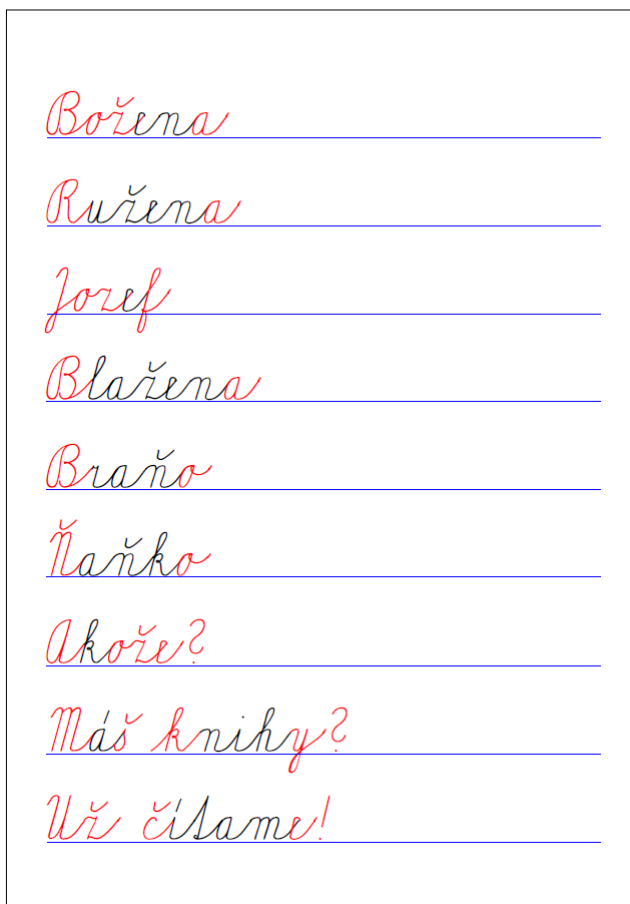 Božena
Ružena
Jozef
Blažena
Braňo
Ňaňko
Akože?
Máš knihy?
Už čítame!